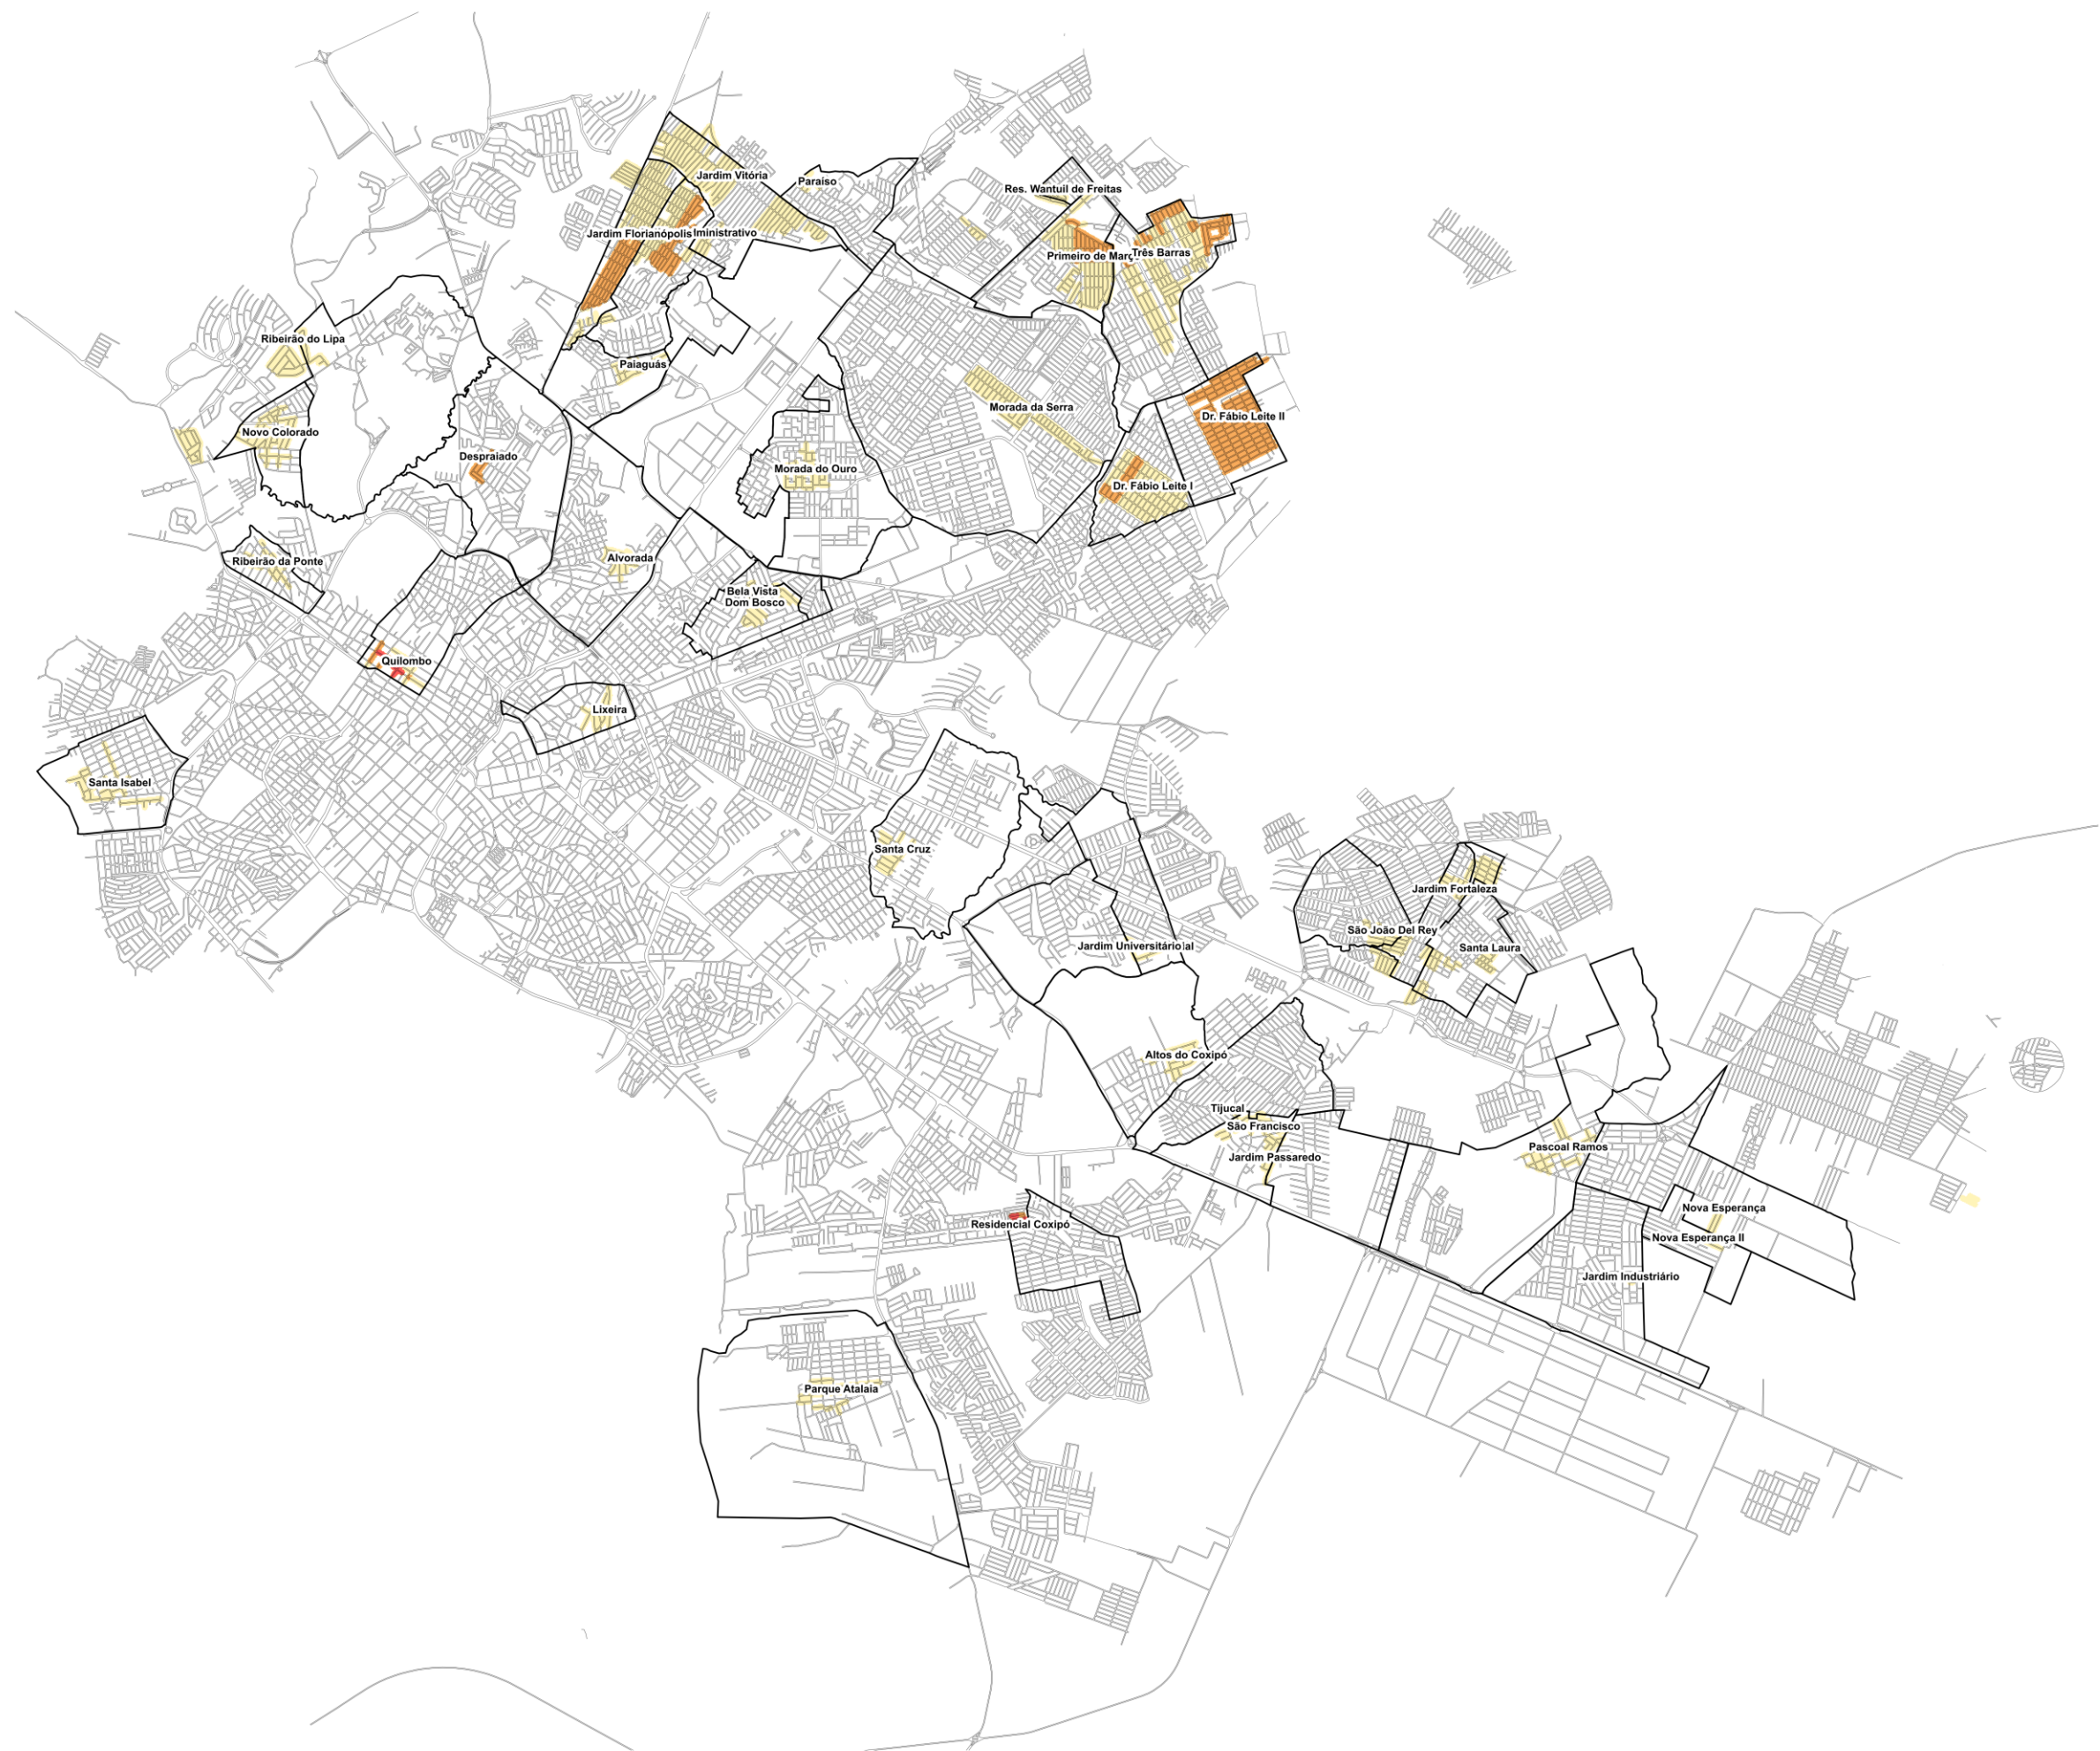 Jardim Vitória
Paraíso
Res. Wantuil de Freitas
Jardim Florianópolis
ministrativo
Primeiro de Març
Três Barras
Ribeirão do Lipa
Paiaguás
Morada da Serra
Dr. Fábio Leite II
Novo Colorado
Despraiado
Morada do Ouro
Dr. Fábio Leite I
Ribeirão da Ponte
Alvorada
Bela Vista
Dom Bosco
Quilombo
Lixeira
Santa Isabel
Santa Cruz
Jardim Fortaleza
São João Del Rey
Jardim Universitário
al
Santa Laura
Altos do Coxipó
Tijucal
São Francisco
Pascoal Ramos
Jardim Passaredo
Nova Esperança
Residencial Coxipó
Nova Esperança II
Jardim Industriário
Parque Atalaia